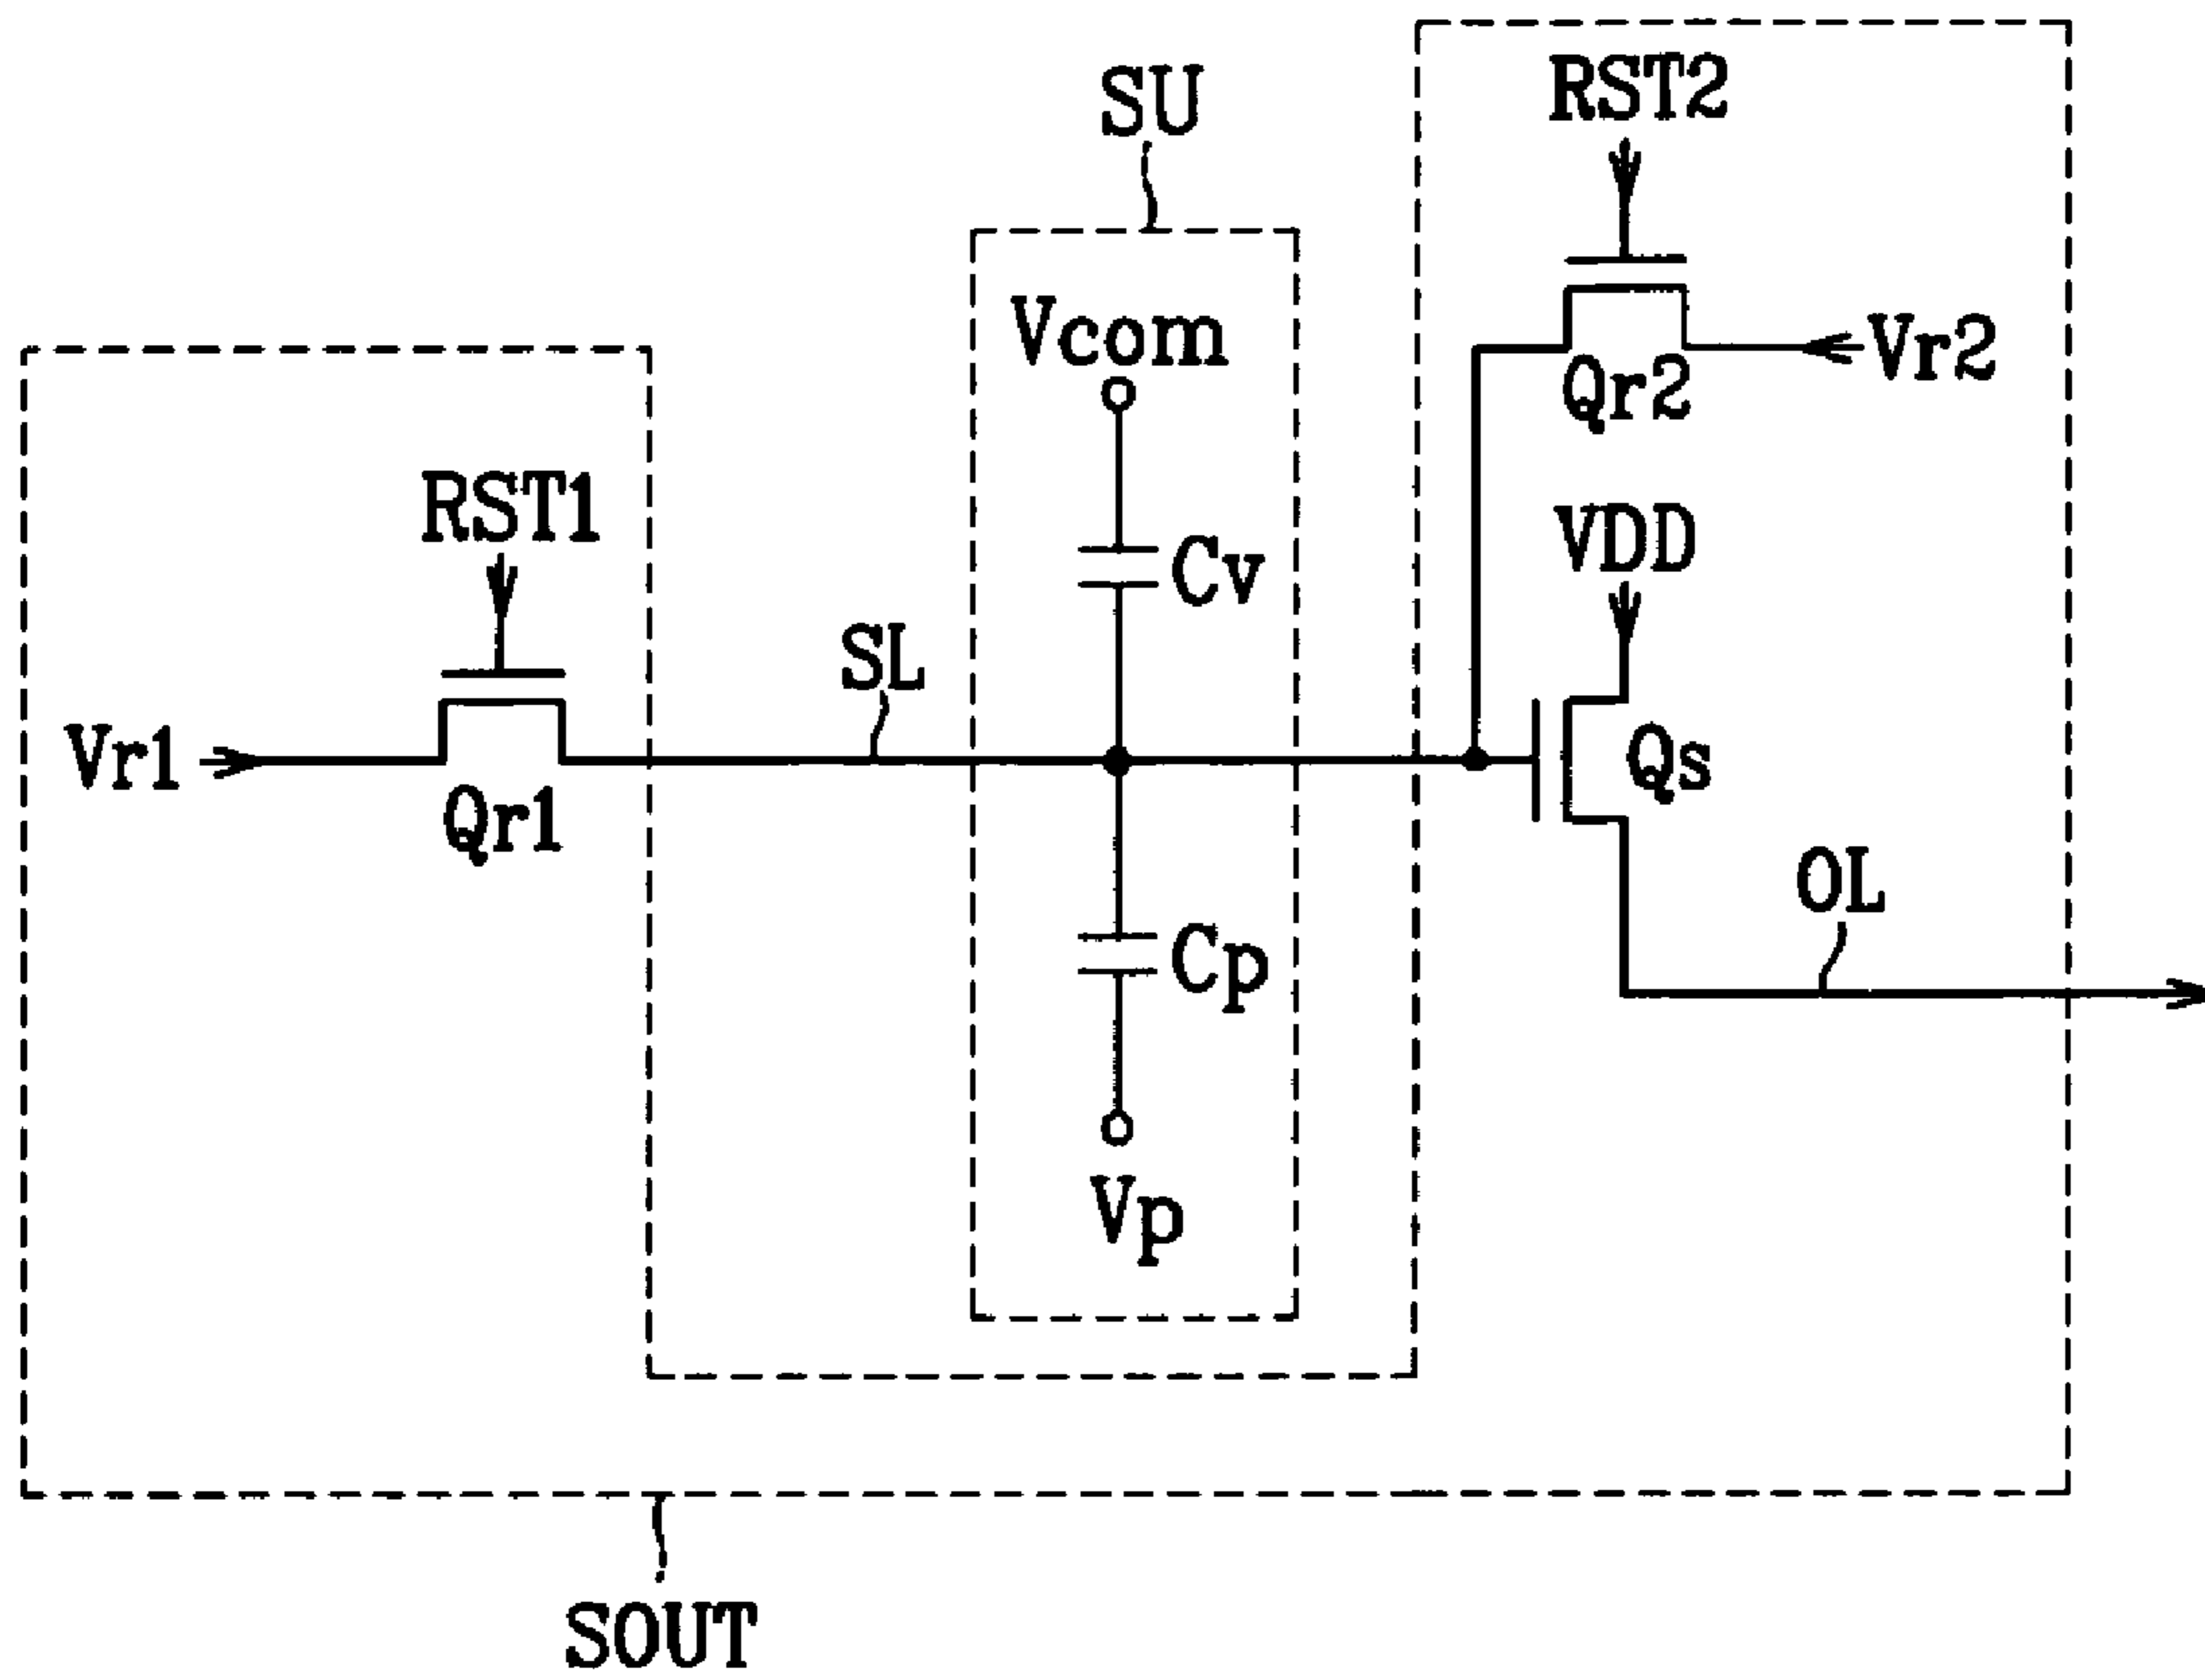 RST2
SU
Vcom
Vr2
Qr2
RST1
VDD
Cv
SL
Vr1
Qs
Qr1
OL
Cp
Vp
SOUT